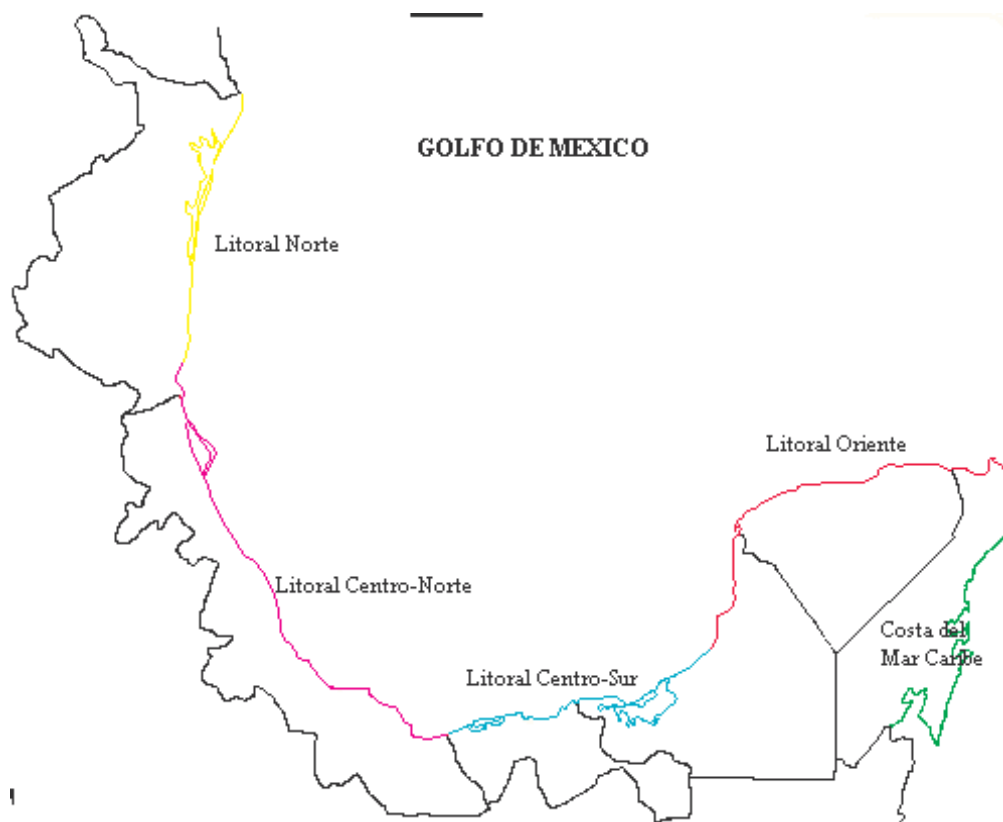 GOLFO DE MEXICO
Litoral Norte
Litoral Oriente
Litoral Centro-Norte
Costa del
Mar Caribe
Litoral Centro-Sur